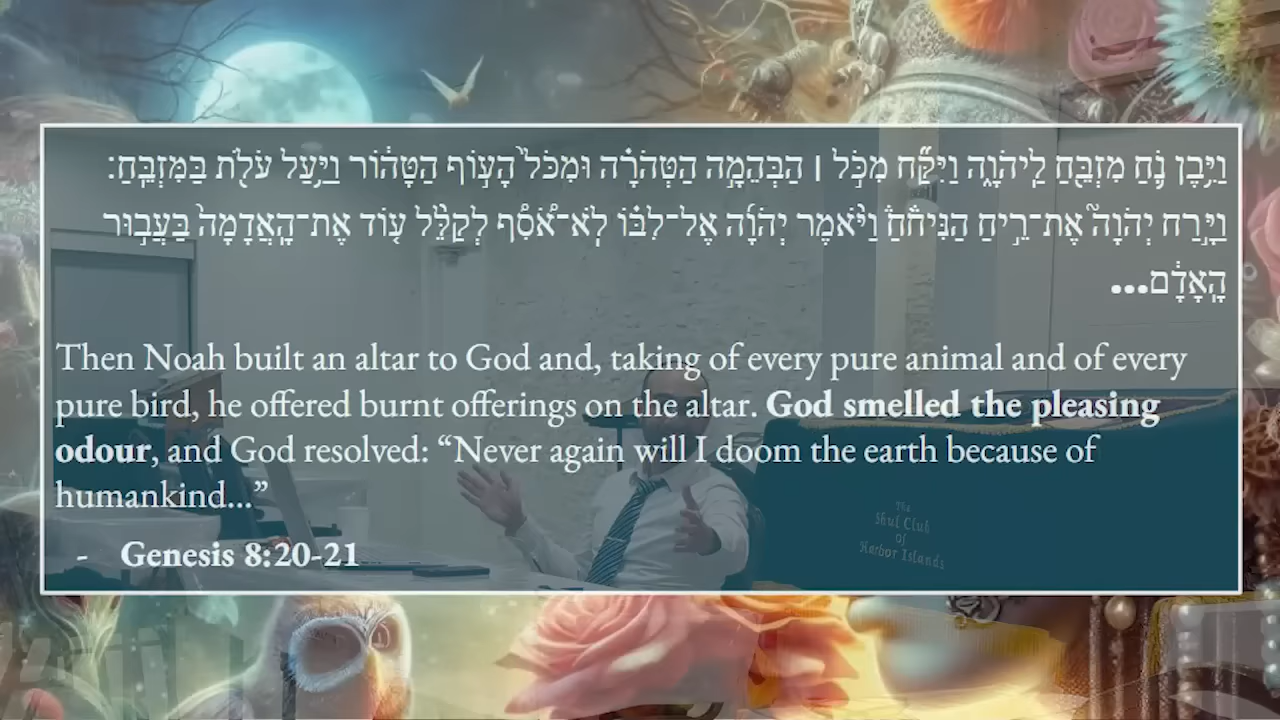 וַיִּ֥בֶן נֹ֛חַ מִזְבֵּ֖חַ לַֽיהֹוָ֑ה וַיִּקַּ֞ח מִכֹּ֣ל ׀ הַבְּהֵמָ֣ה הַטְּהֹרָ֗ה וּמִכֹּל֙ הָע֣וֹף הַטָּה֔וֹר וַיַּ֥עַל עֹלֹ֖ת בַּמִּזְבֵּֽחַ׃
וַיָּ֣רַח יְהֹוָה֮ אֶת־רֵ֣יחַ הַנִּיחֹ֒חַ֒ וַיֹּ֨אמֶר יְהֹוָ֜ה אֶל־לִבּ֗וֹ לֹֽא־אֹ֠סִ֠ף לְקַלֵּ֨ל ע֤וֹד אֶת־הָֽאֲדָמָה֙ בַּעֲב֣וּר
הָֽאָדָ֔ם...
Then Noah built an altar to God and, taking of every pure animal and of every
pure bird, he offered burnt offerings on the altar. God smelled the pleasing
odour, and God resolved: “Never again will I doom the earth because of
humankind...”
- Genesis 8:20-21
The
Shul Club
of
Harbor Islands